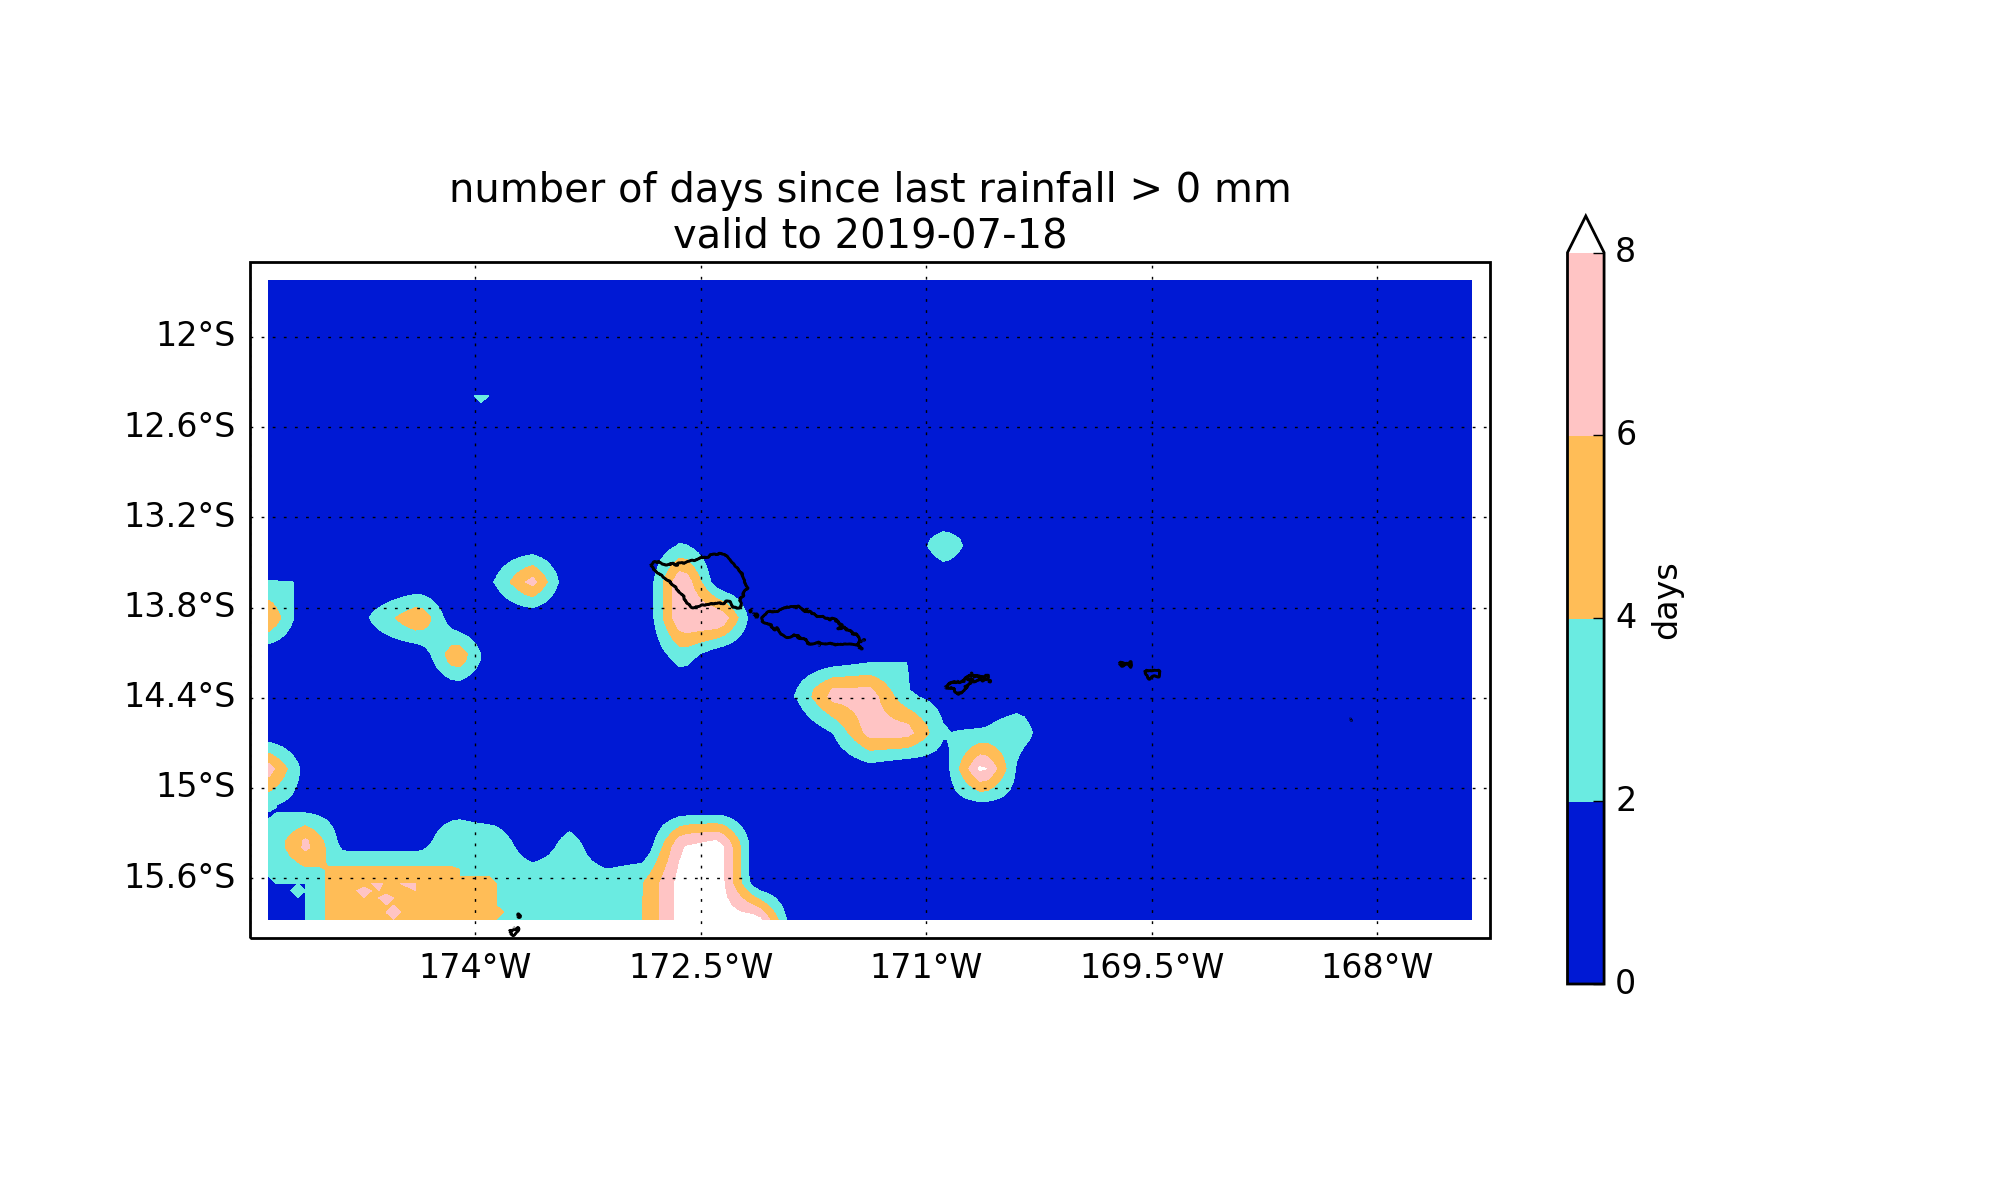 number of days since last rainfall > 0 mm
valid to 2019-07-18
12°S
12.6°S
13.2°S
13.8°S
14.4°S
15°S
15.6°S
174°W
172.5°W
171°W
169.5°W
168°W
8
6
4
2
0
days